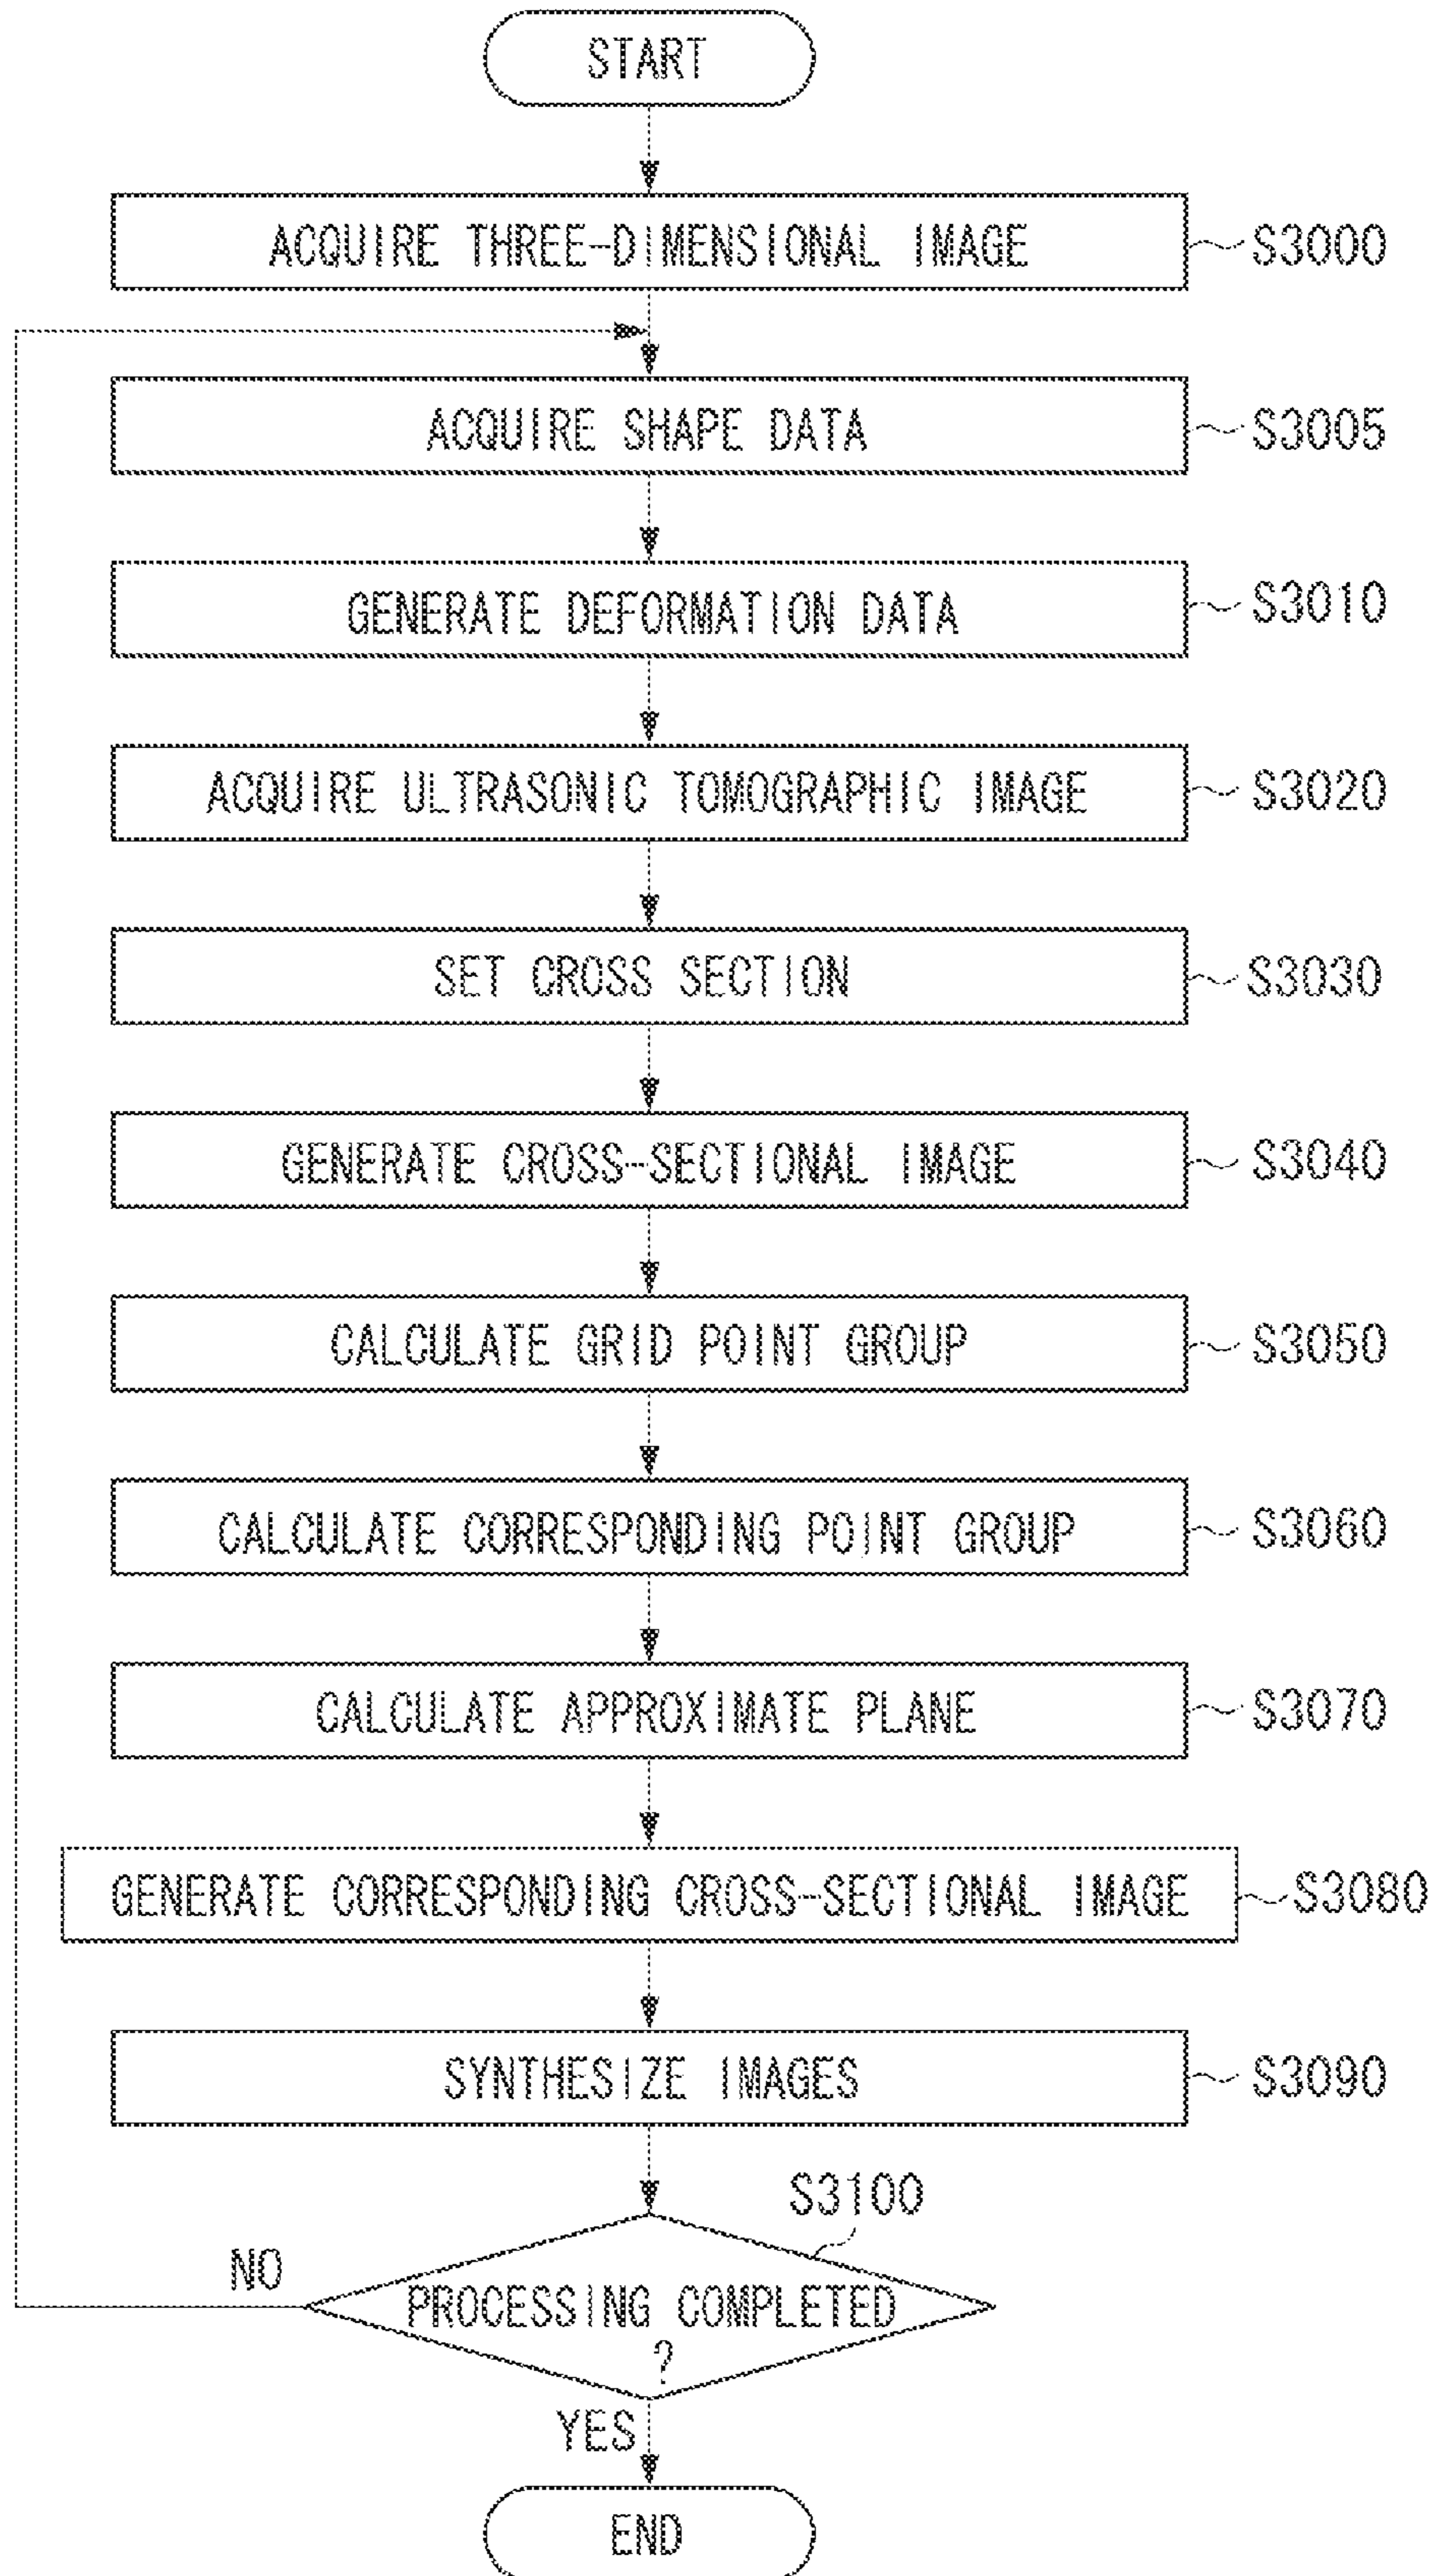 START
ACQUIRE THREE-DIMENSIONAL IMAGE S3000
ACQUIRE SHAPE DATA S3005
GENERATE DEFORMATION DATA S3010
ACQUIRE ULTRASONIC TOMOGRAPHIC IMAGE S3020
SET CROSS SECTION S3030
GENERATE CROSS-SECTIONAL IMAGE S3040
CALCULATE GRID POINT GROUP S3050
CALCULATE CORRESPONDING POINT GROUP S3060
CALCULATE APPROXIMATE PLANE S3070
GENERATE CORRESPONDING CROSS-SECTIONAL IMAGE S3080
SYNTHESIZE IMAGES S3090
S3100
NO
PROCESSING COMPLETED
?
YES
END